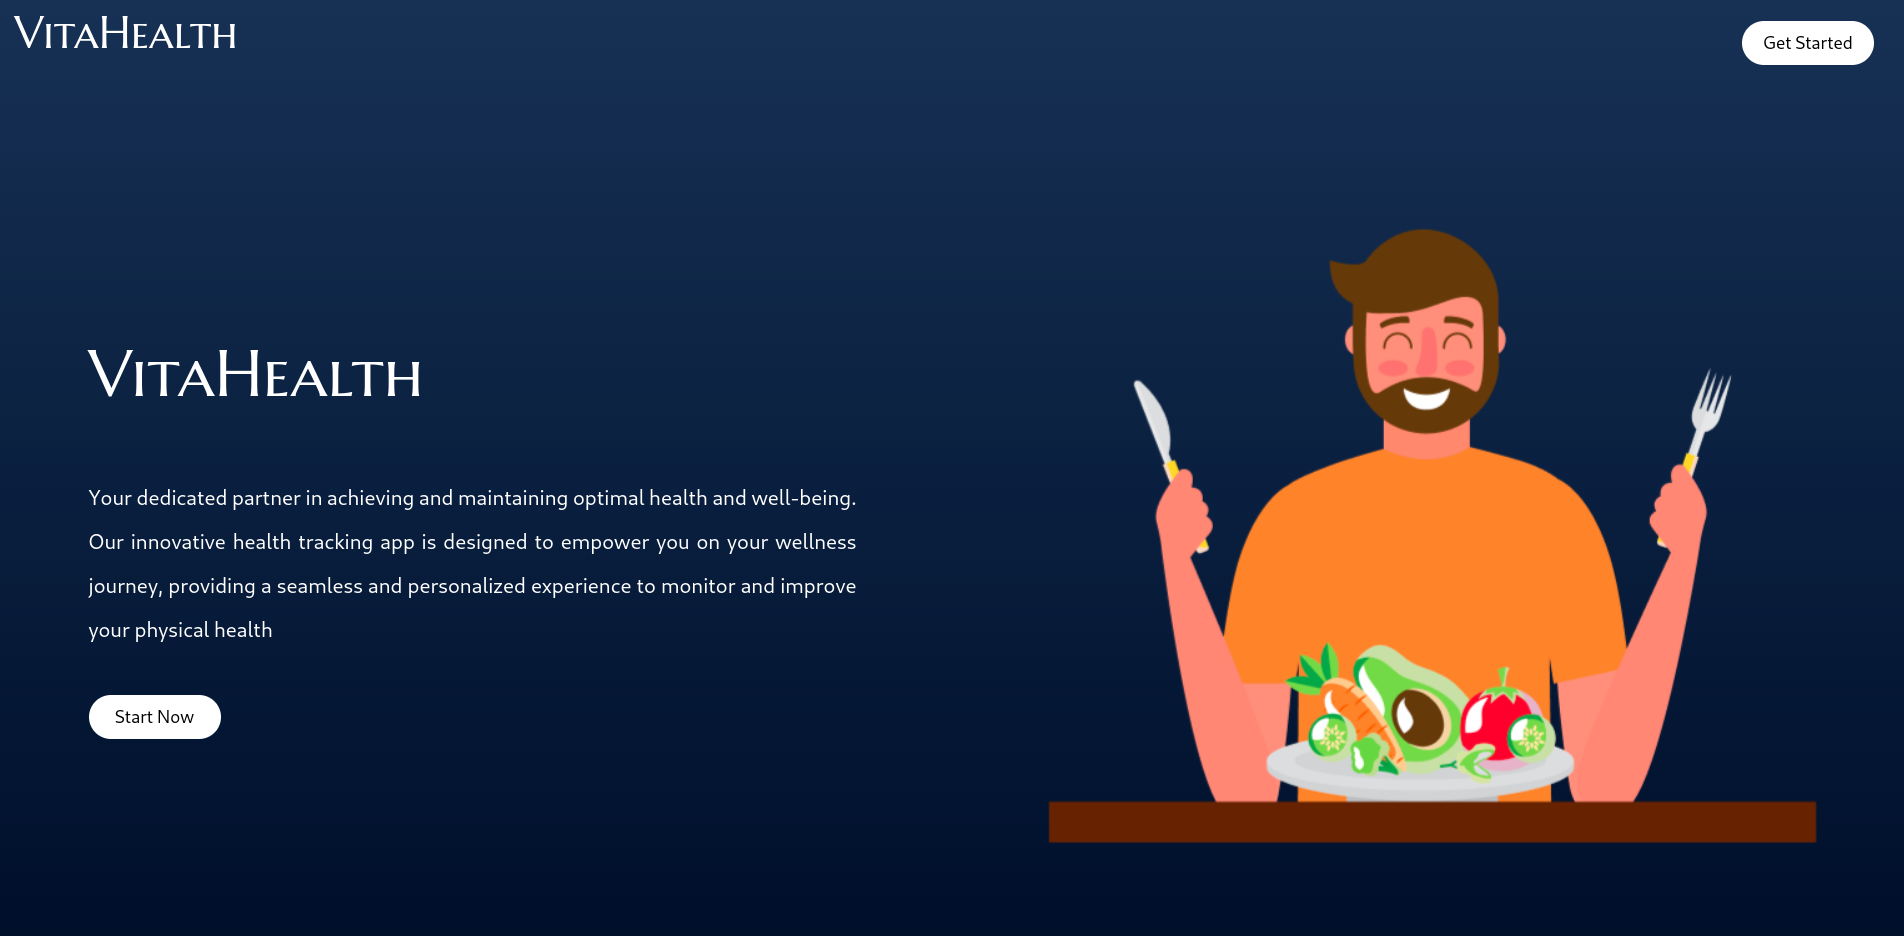 VitaHealth
Get Started
VitaHealth
Your dedicated partner in achieving and maintaining optimal health and well-being.
Our innovative health tracking app is designed to empower you on your wellness
journey, providing a seamless and personalized experience to monitor and improve
your physical health
Start Now